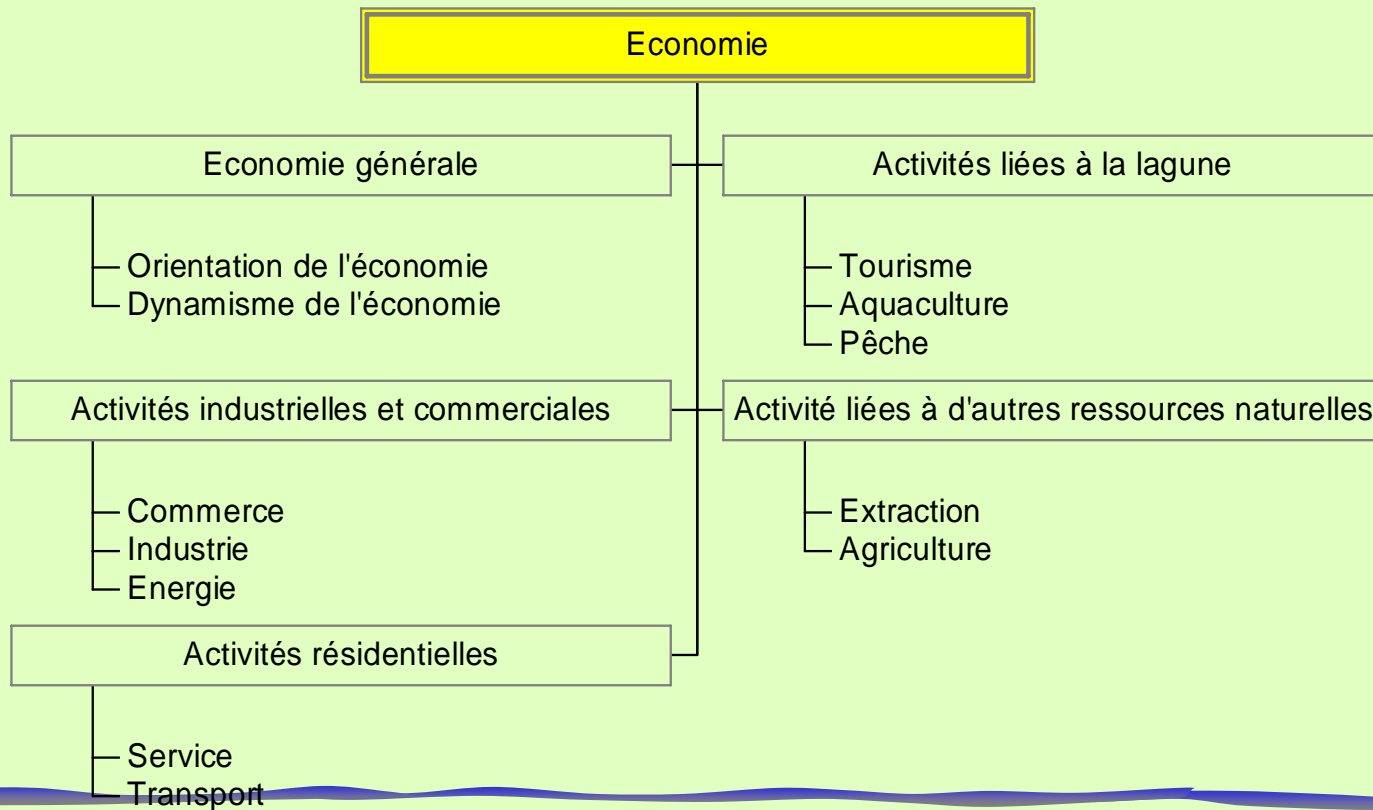 Economie
Economie générale
Orientation de l'économie
Dynamisme de l'économie
Activités liées à la lagune
Tourisme
Aquaculture
Pêche
Activités industrielles et commerciales
Commerce
Industrie
Energie
Activité liées à d'autres ressources naturelles
Extraction
Agriculture
Activités résidentielles
Service
Transport